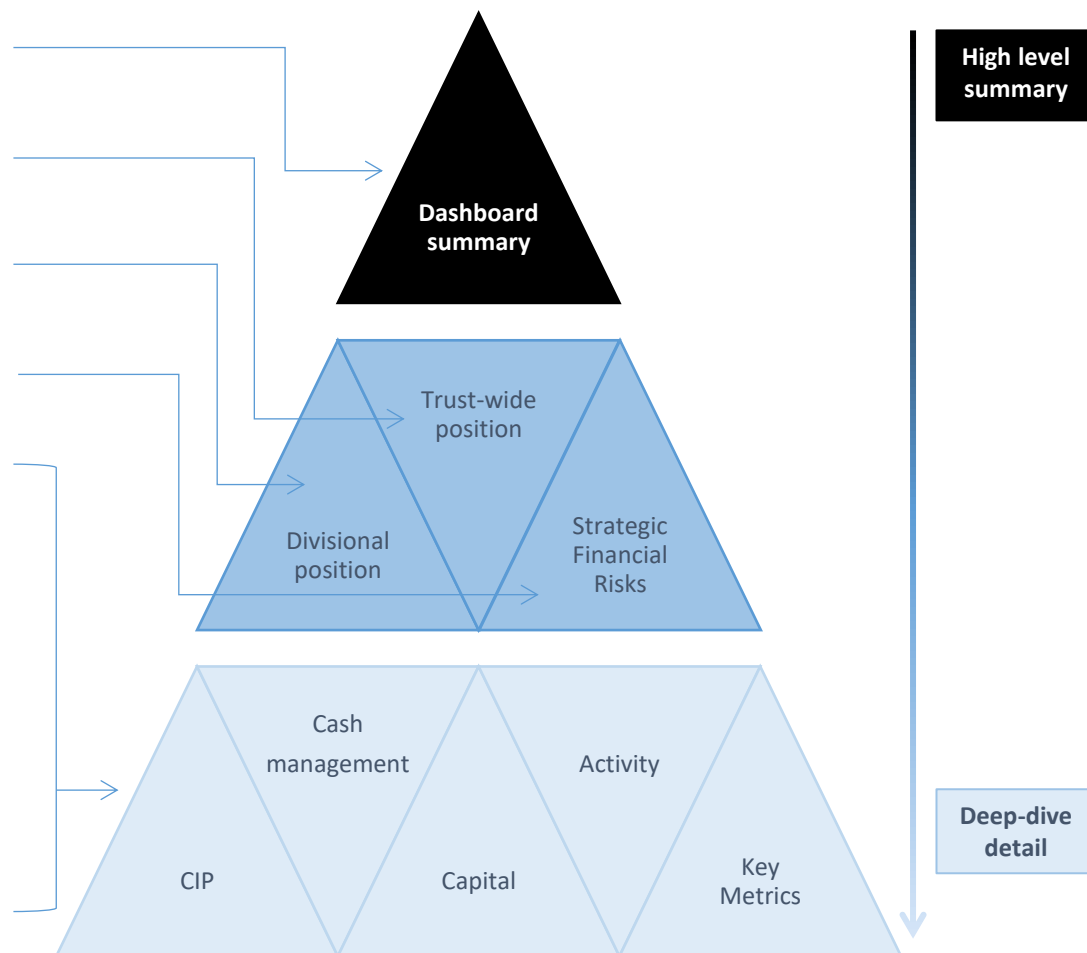 High level
summary
Dashboard
summary
Trust-wide
position
Divisional
position
Strategic
Financial
Risks
Cash
management
Activity
CIP
Capital
Key
Metrics
Deep-dive
detail